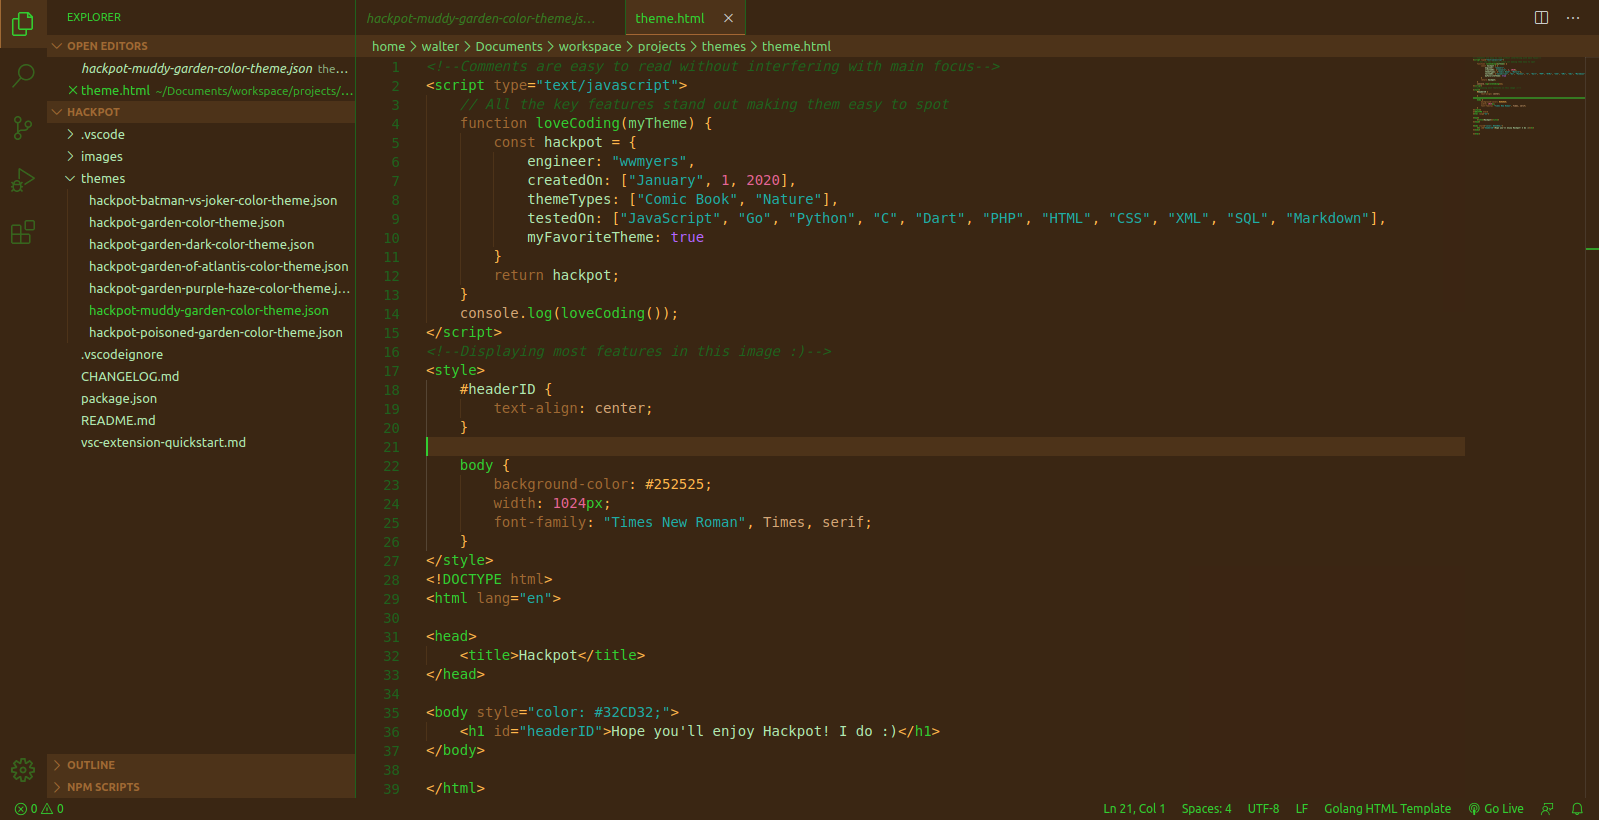 EXPLORER
OPEN EDITORS
hackpot-muddy-garden-color-theme.json the...
theme.html ~/Documents/workspace/projects/...
HACKPOT
.vscode
images
themes
hackpot-batman-vs-joker-color-theme.json
hackpot-garden-color-theme.json
hackpot-garden-dark-color-theme.json
hackpot-garden-of-atlantis-color-theme.json
hackpot-garden-purple-haze-color-theme.j...
hackpot-muddy-garden-color-theme.json
hackpot-poisoned-garden-color-theme.json
.vscodeignore
CHANGELOG.md
package.json
README.md
vsc-extension-quickstart.md
OUTLINE
NPM SCRIPTS
hackpot-muddy-garden-color-theme.js... theme.html ×
home > walter > Documents > workspace > projects > themes > theme.html
1 <!--Comments are easy to read without interfering with main focus-->
2 <script type="text/javascript">
3 // All the key features stand out making them easy to spot
4 function loveCoding(myTheme) {
5 const hackpot = {
6 engineer: "wwmyers",
7 createdOn: ["January", 1, 2020],
8 themeTypes: ["Comic Book", "Nature"],
9 testedOn: ["JavaScript", "Go", "Python", "C", "Dart", "PHP", "HTML", "CSS", "XML", "SQL", "Markdown"],
10 myFavoriteTheme: true
11 }
12 return hackpot;
13 }
14 console.log(loveCoding());
15 </script>
16 <!--Displaying most features in this image :)-->
17 <style>
18 #headerID {
19 text-align: center;
20 }
21
22 body {
23 background-color: #252525;
24 width: 1024px;
25 font-family: "Times New Roman", Times, serif;
26 }
27 </style>
28 <!DOCTYPE html>
29 <html lang="en">
30
31 <head>
32 <title>Hackpot</title>
33 </head>
34
35 <body style="color: #32CD32;">
36 <h1 id="headerID">Hope you'll enjoy Hackpot! I do :)</h1>
37 </body>
38
39 </html>
0 0 Ln 21, Col 1 Spaces: 4 UTF-8 LF Golang HTML Template Go Live